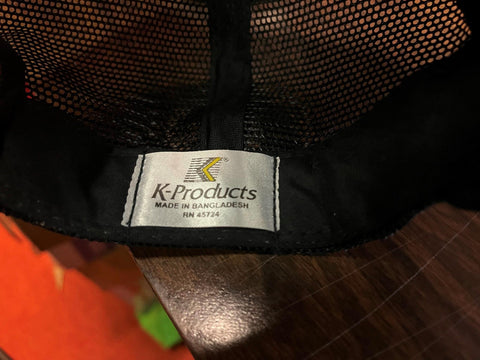 K®
K-Products
MADE IN BANGLADESH
RN 45724